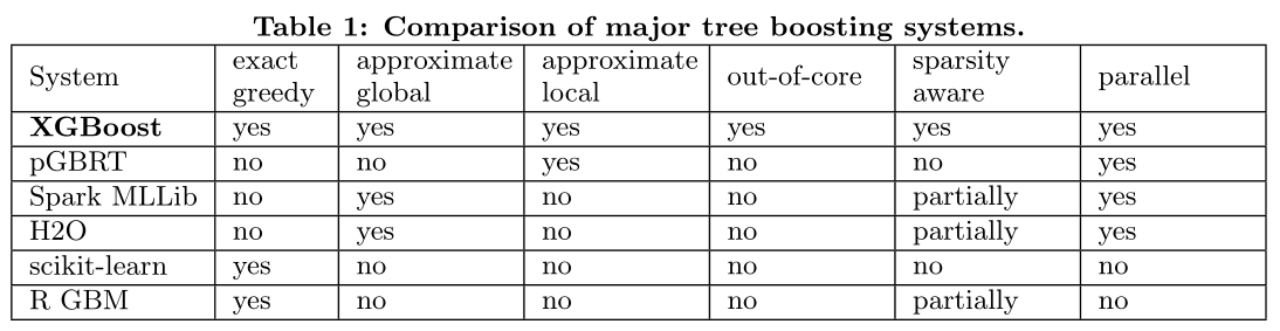 Table 1: Comparison of major tree boosting systems.
System exact greedy approximate global approximate local out-of-core sparsity aware parallel
XGBoost yes yes yes yes yes yes
pGBRT no no yes no no yes
Spark MLLib no yes no no partially yes
H2O no yes no no partially yes
scikit-learn yes no no no no no
R GBM yes no no no partially no